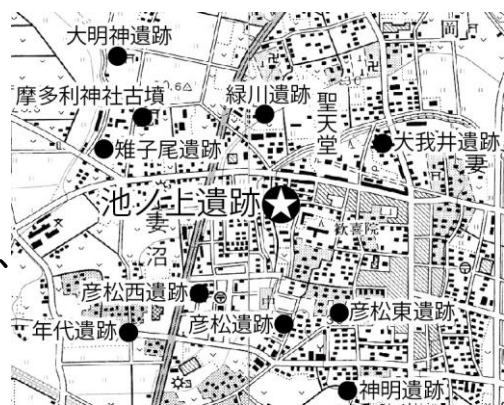 岡
大明神遺跡
摩多利神社古墳
緑川遺跡
聖天堂
雉子尾遺跡
大我井遺跡
妻
池ノ上遺跡
歓喜院
妻沼
彦松西遺跡
中
年代遺跡
彦松遺跡
彦松東遺跡
神明遺跡
、